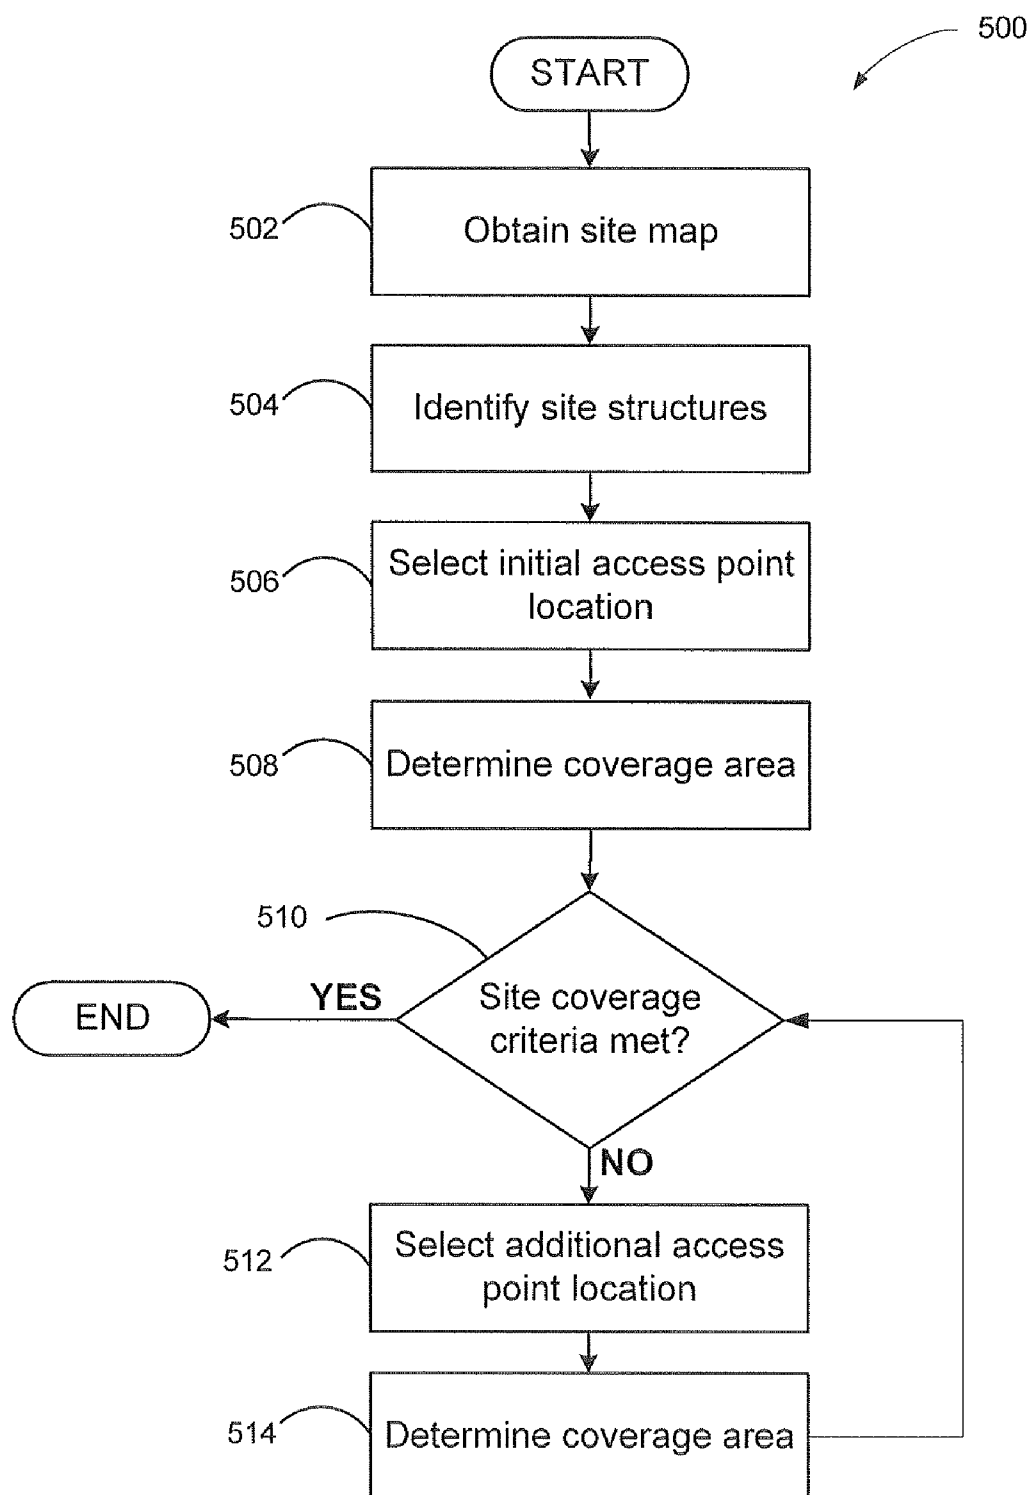 500
START
502
Obtain site map
504
Identify site structures
506
Select initial access point
location
508
Determine coverage area
510
Site coverage
criteria met?
YES
END
NO
512
Select additional access
point location
514
Determine coverage area